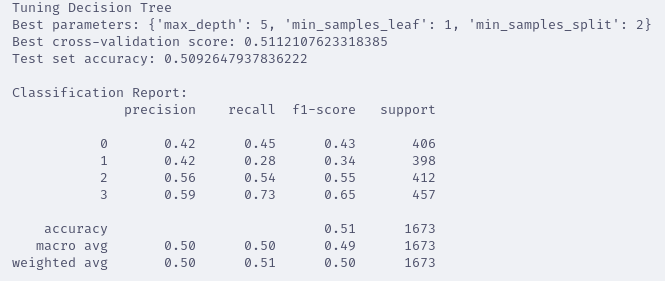 Tuning Decision Tree
Best parameters: {'max_depth': 5, 'min_samples_leaf': 1, 'min_samples_split': 2}
Best cross-validation score: 0.5112107623318385
Test set accuracy: 0.5092647937836222

Classification Report:
              precision    recall  f1-score   support

           0       0.42      0.45      0.43       406
           1       0.42      0.28      0.34       398
           2       0.56      0.54      0.55       412
           3       0.59      0.73      0.65       457

    accuracy                           0.51      1673
   macro avg       0.50      0.50      0.49      1673
weighted avg       0.50      0.51      0.50      1673